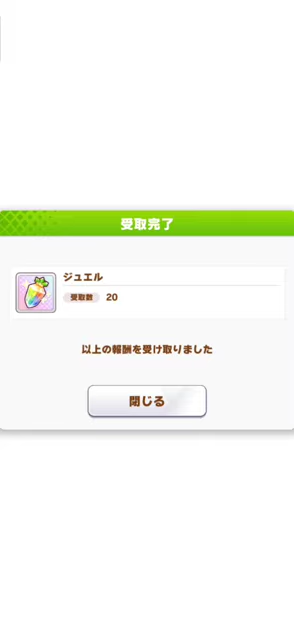 受取完了
ジュエル
受取数 20
以上の報酬を受け取りました
閉じる